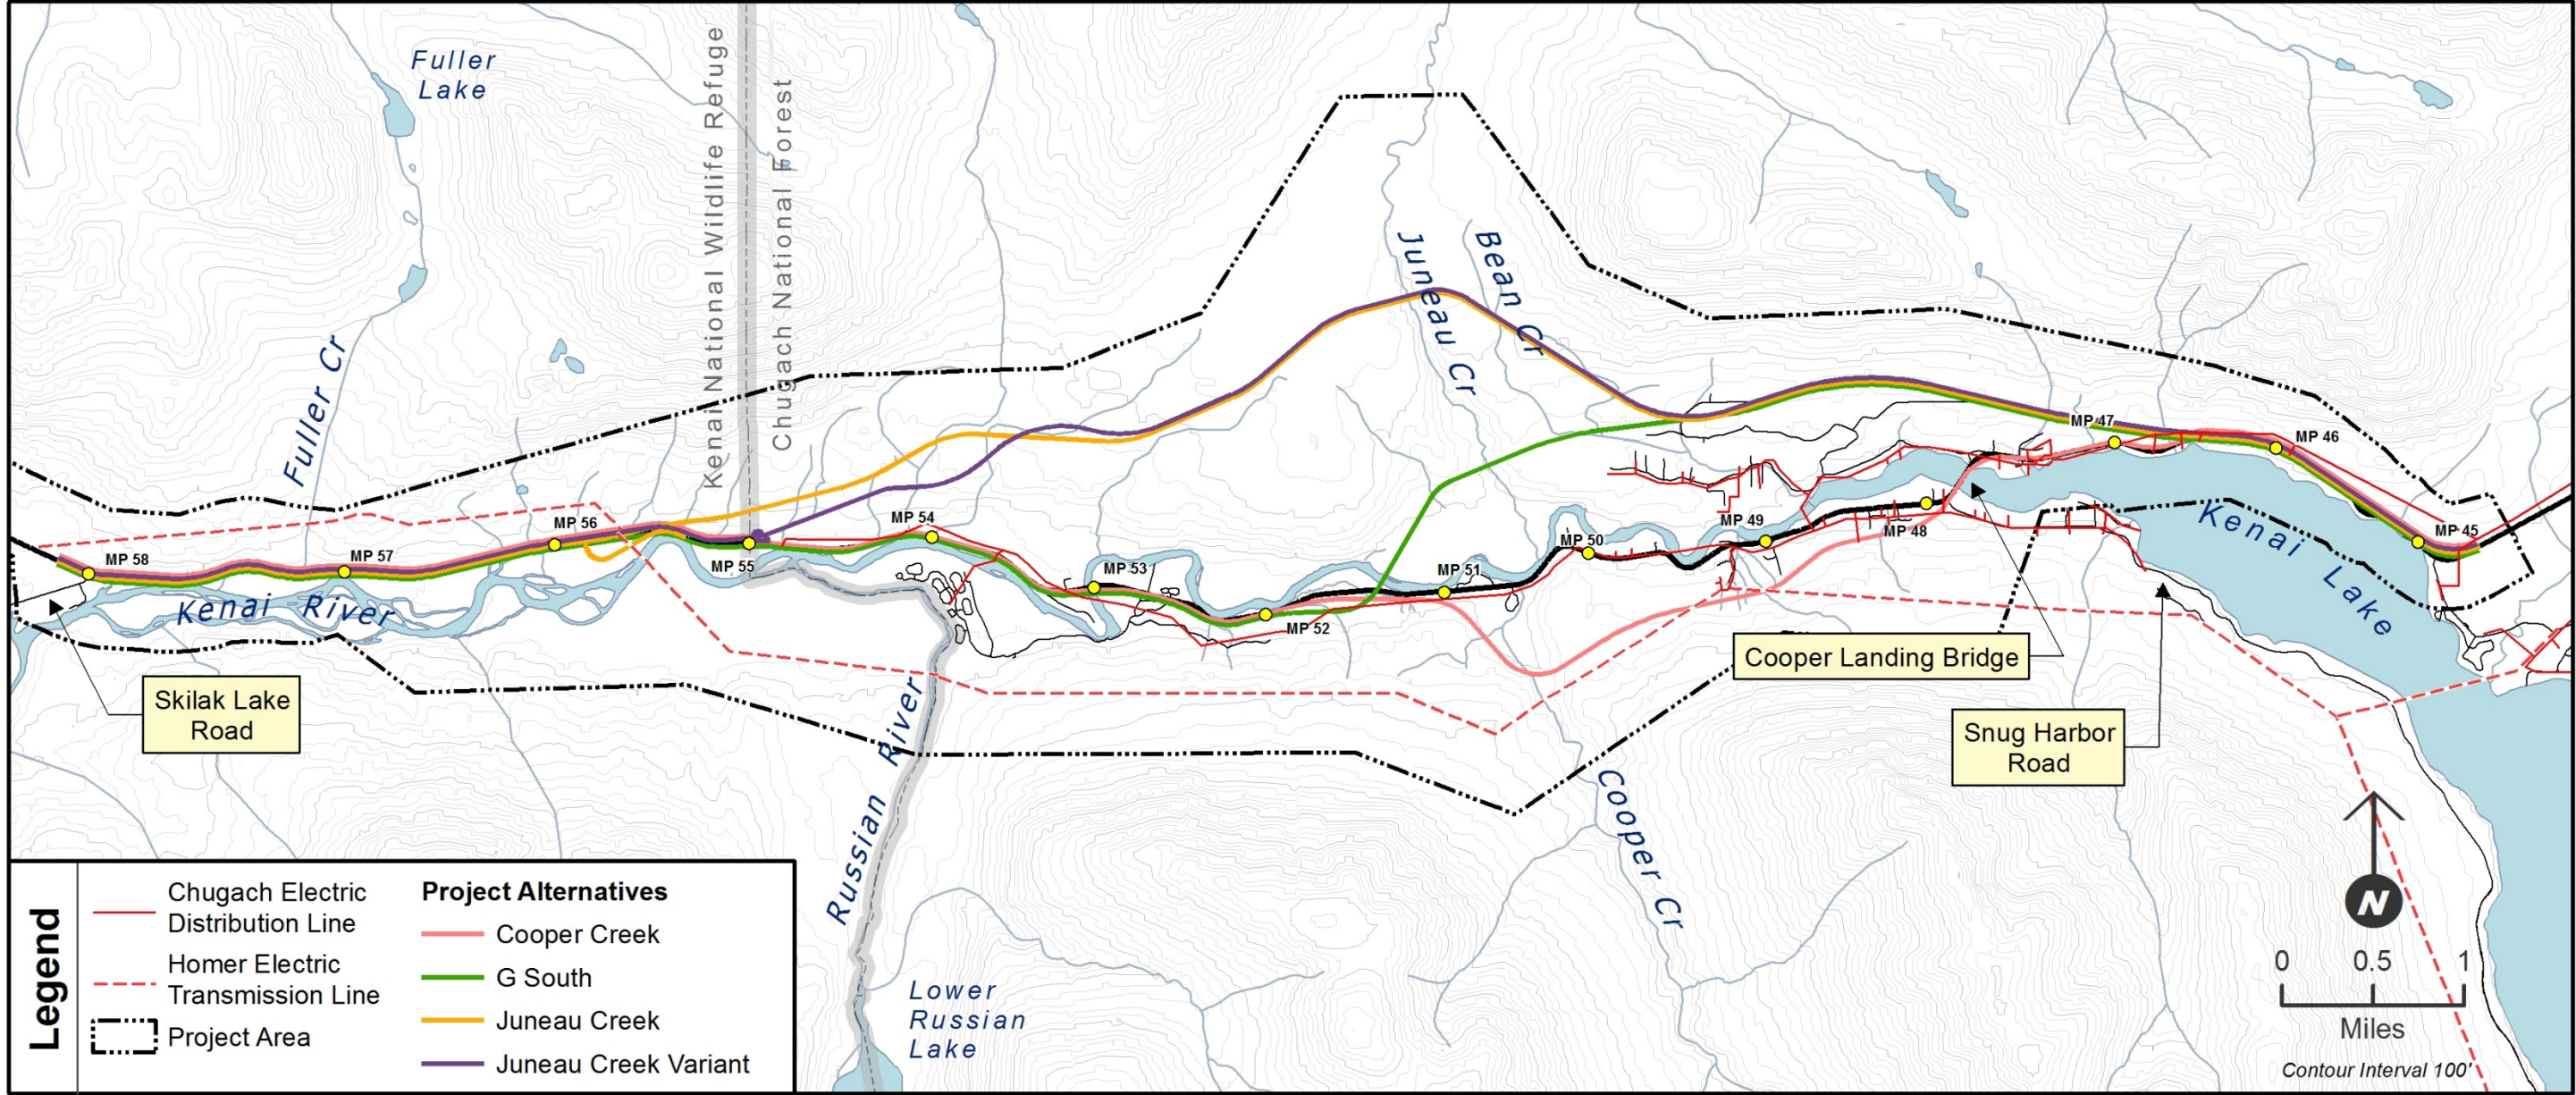 Fuller
Lake
Kenai National Wildlife Refuge
Chugach National Forest
Fuller Cr
Juneau Cr
Bean Cr
MP 58
MP 57
MP 56
MP 55
MP 54
MP 53
MP 52
MP 51
MP 50
MP 49
MP 48
MP 47
MP 46
MP 45
Kenai River
Kenai Lake
Skilak Lake
Road
Cooper Landing Bridge
Snug Harbor
Road
Russian River
Cooper Cr
Lower
Russian
Lake
Legend
Chugach Electric
Distribution Line
Homer Electric
Transmission Line
Project Area
Project Alternatives
Cooper Creek
G South
Juneau Creek
Juneau Creek Variant
N
0 0.5 1
Miles
Contour Interval 100'